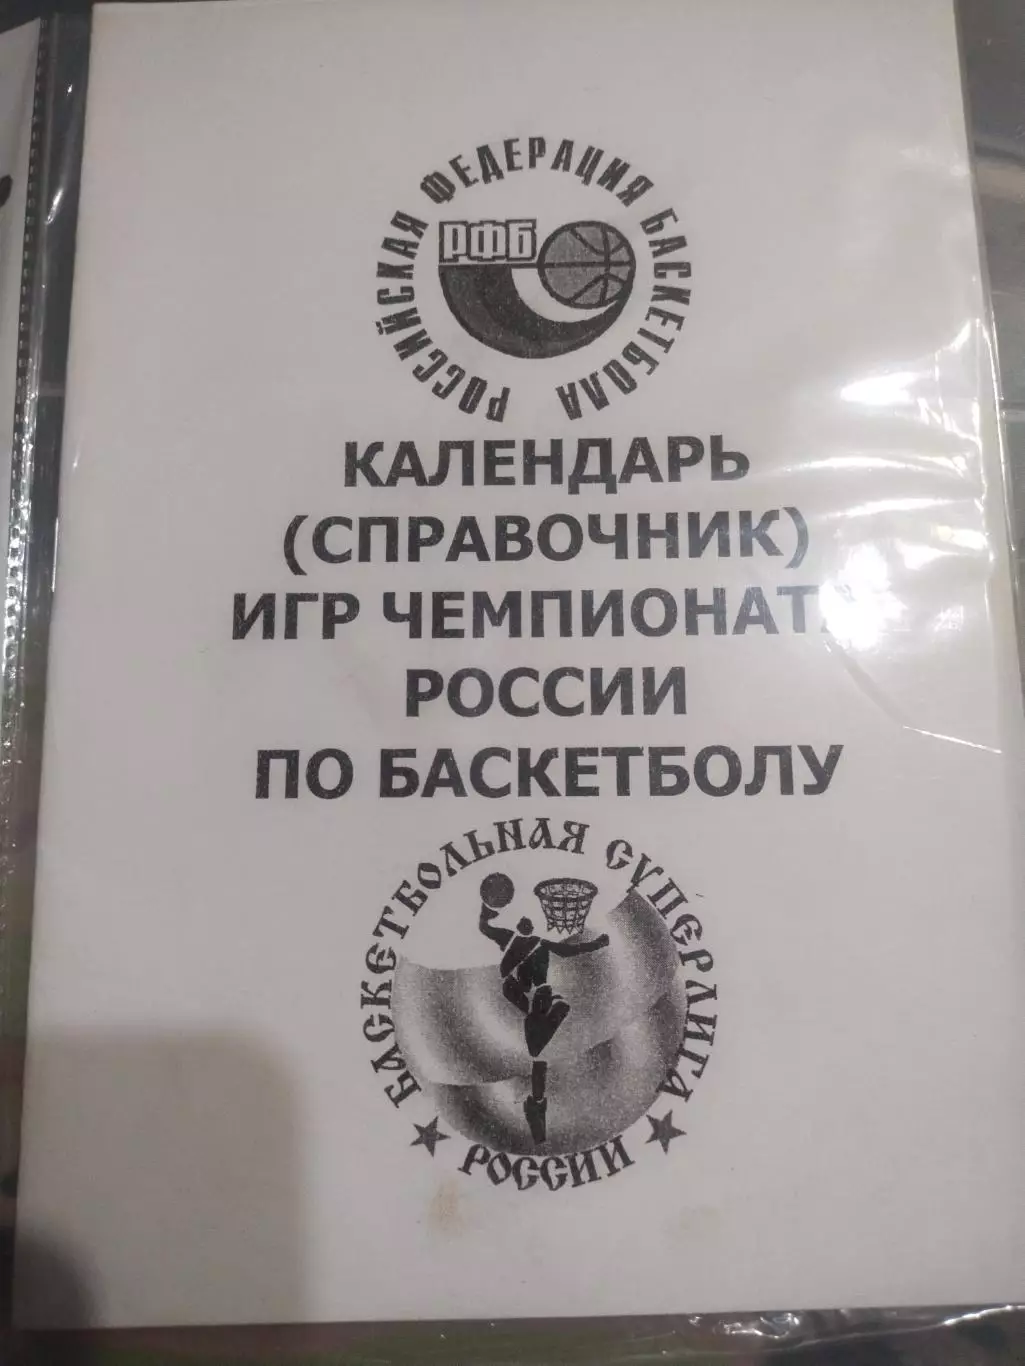 РОССИЙСКАЯ ФЕДЕРАЦИЯ БАСКЕТБОЛА
РФБ
КАЛЕНДАРЬ
(СПРАВОЧНИК)
ИГР ЧЕМПИОНАТА
РОССИИ
ПО БАСКЕТБОЛУ
БАСКЕТБОЛЬНАЯ СУПЕРЛИГА
РОССИИ